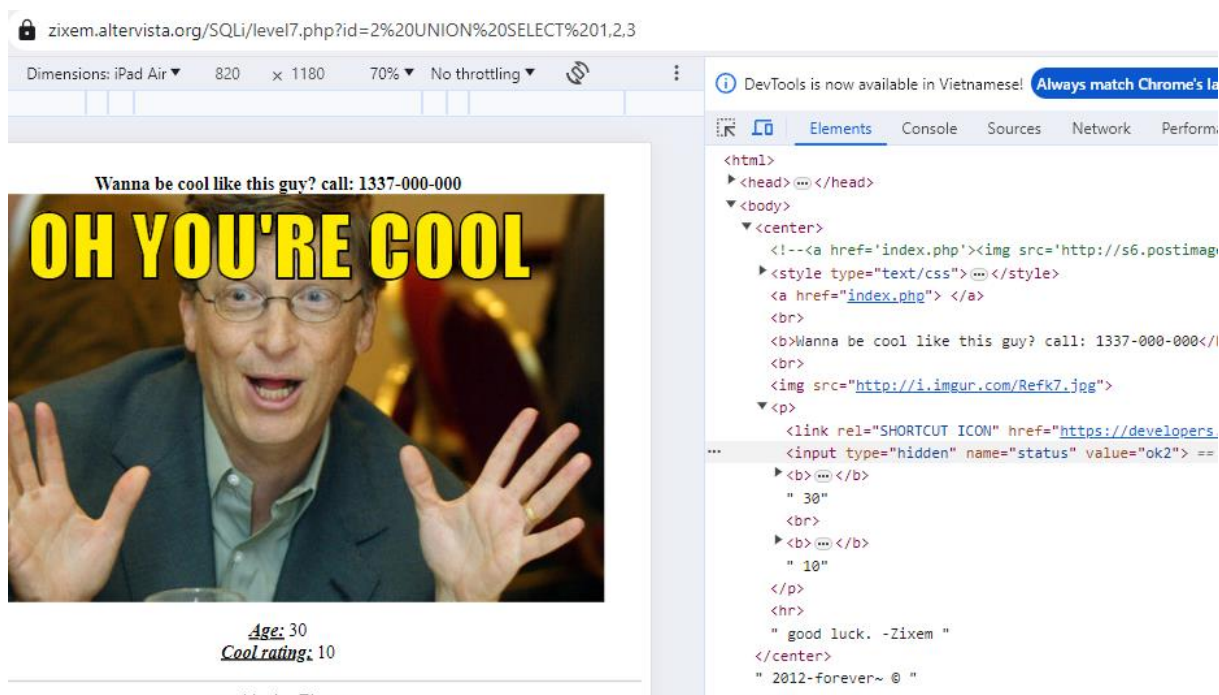 zixem.altervista.org/SQLi/level7.php?id=2%20UNION%20SELECT%201,2,3
Dimensions: iPad Air ▼ 820 × 1180 70% ▼ No throttling ▼
Wanna be cool like this guy? call: 1337-000-000
OH YOU'RE COOL
Age: 30
Cool rating: 10
DevTools is now available in Vietnamese! Always match Chrome's la
Elements Console Sources Network Performa
<html>
▶<head>…</head>
▼<body>
▼<center>
<!--<a href='index.php'><img src='http://s6.postimage
▶<style type="text/css">…</style>
<a href="index.php"> </a>
<br>
<b>Wanna be cool like this guy? call: 1337-000-000</
<br>
<img src="http://i.imgur.com/Refk7.jpg">
▼<p>
<link rel="SHORTCUT ICON" href="https://developers.
… <input type="hidden" name="status" value="ok2"> ==
▶<b>…</b>
" 30"
<br>
▶<b>…</b>
" 10"
</p>
<hr>
" good luck. -Zixem "
</center>
" 2012-forever~ © "